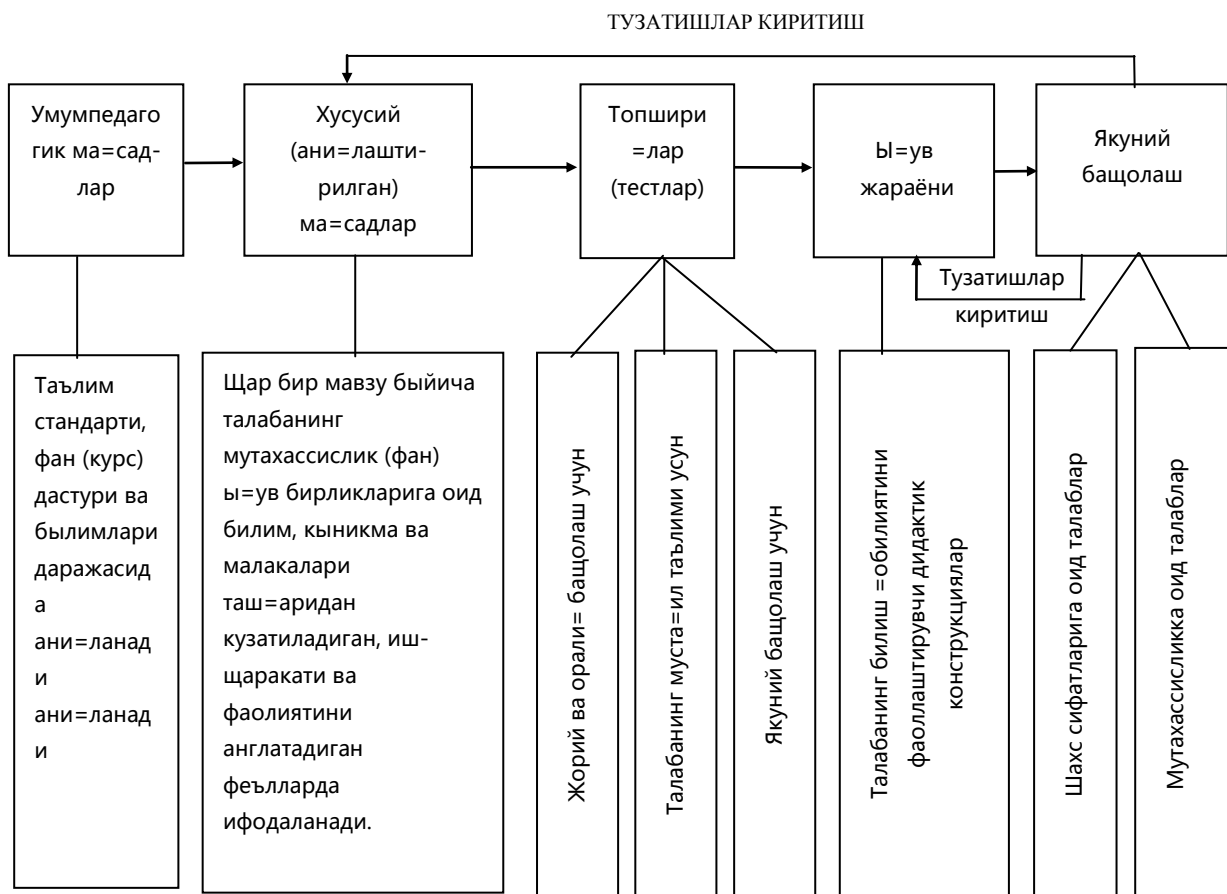 ТУЗАТИШЛАР КИРИТИШ
Умумпедаго
гик ма=сад-
лар
Хусусий
(ани=лашти-
рилган)
ма=садлар
Топшири
=лар
(тестлар)
Ы=ув
жараёни
Якуний
бащолаш
Тузатишлар
киритиш
Таълим
стандарти,
фан (курс)
дастури ва
былимлари
даражасид
а
ани=ланад
и
ани=ланад
и
Щар бир мавзу быйича
талабанинг
мутахассислик (фан)
ы=ув бирликларига оид
билим, кыникма ва
малакалари
таш=аридан
кузатиладиган, иш-
щаракати ва
фаолиятини
англатадиган
феълларда
ифодаланади.
Жорий ва орали= бащолаш учун
Талабанинг муста=ил таълими усун
Якуний бащолаш учун
Талабанинг билиш =обилиятини
фаоллаштирувчи дидактик
конструкциялар
Шахс сифатларига оид талаблар
Мутахассисликка оид талаблар